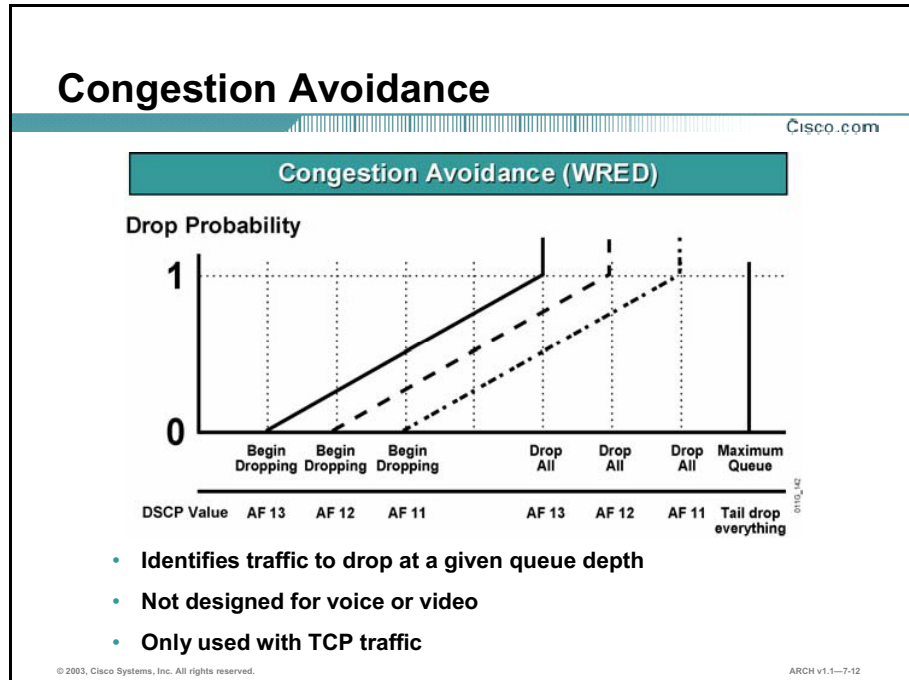 Congestion Avoidance
Cisco.com
Congestion Avoidance (WRED)
Drop Probability
1
0
Begin Dropping
Begin Dropping
Begin Dropping
Drop All
Drop All
Drop All
Maximum Queue
DSCP Value AF 13 AF 12 AF 11 AF 13 AF 12 AF 11 Tail drop everything
011G_142
• Identifies traffic to drop at a given queue depth
• Not designed for voice or video
• Only used with TCP traffic
© 2003, Cisco Systems, Inc. All rights reserved.
ARCH v1.1—7-12